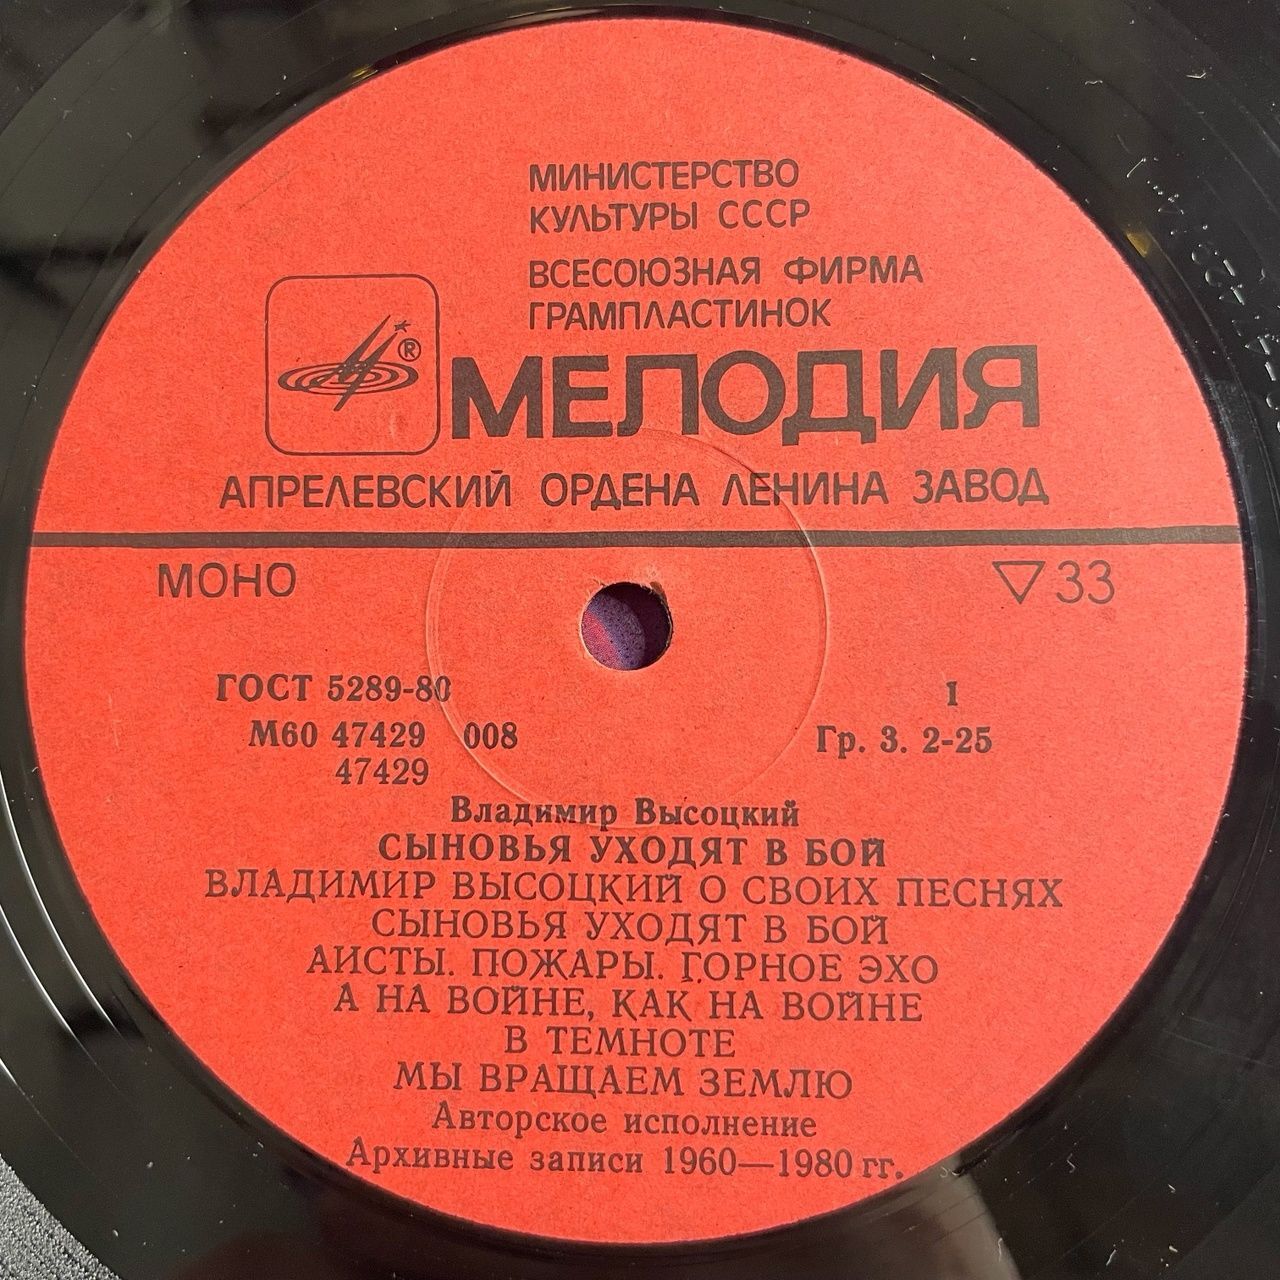 МИНИСТЕРСТВО
КУЛЬТУРЫ СССР
ВСЕСОЮЗНАЯ ФИРМА
ГРАМПЛАСТИНОК
®
МЕЛОДИЯ
АПРЕЛЕВСКИЙ ОРДЕНА ЛЕНИНА ЗАВОД
МОНО ▽33
ГОСТ 5289-80 1
М60 47429 008 Гр. 3. 2-25
47429
Владимир Высоцкий
СЫНОВЬЯ УХОДЯТ В БОЙ
ВЛАДИМИР ВЫСОЦКИЙ О СВОИХ ПЕСНЯХ
СЫНОВЬЯ УХОДЯТ В БОЙ
АИСТЫ. ПОЖАРЫ. ГОРНОЕ ЭХО
А НА ВОЙНЕ, КАК НА ВОЙНЕ
В ТЕМНОТЕ
МЫ ВРАЩАЕМ ЗЕМЛЮ
Авторское исполнение
Архивные записи 1960—1980 гг.